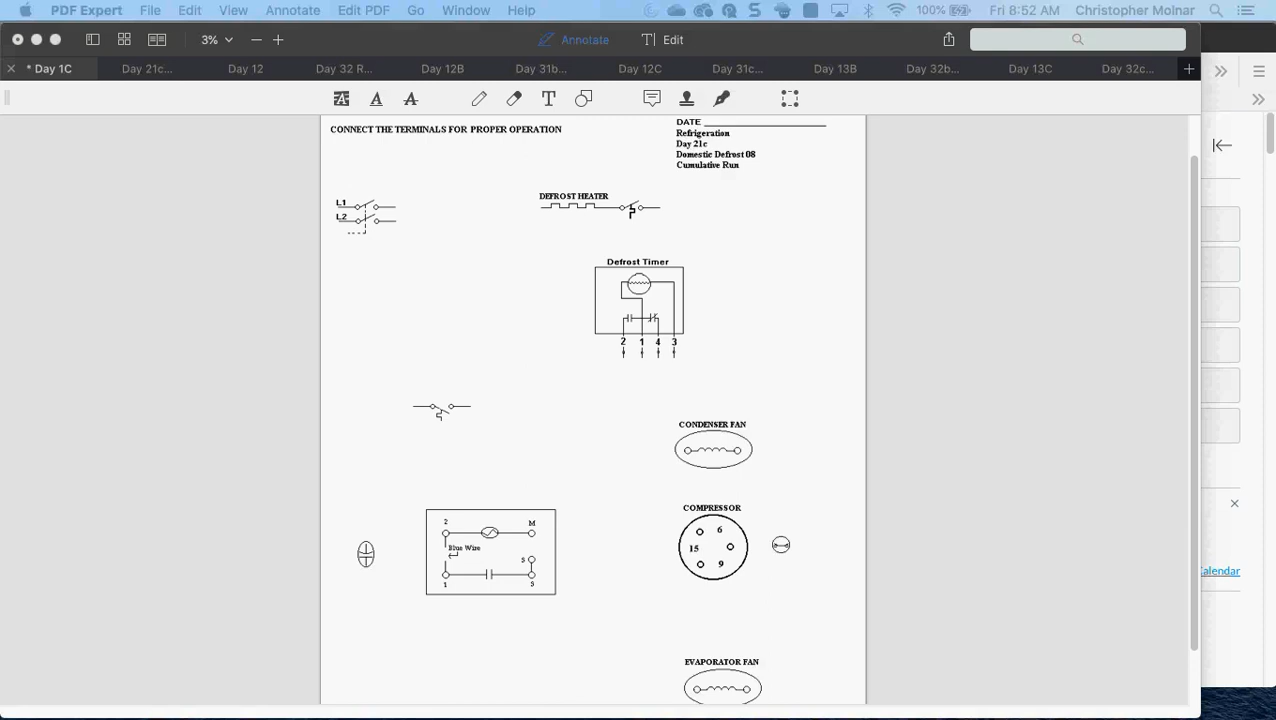 PDF Expert File Edit View Annotate Edit PDF Go Window Help 100% Fri 8:52 AM Christopher Molnar
3% Annotate Edit
* Day 1C Day 21c... Day 12 Day 32 R... Day 12B Day 31b... Day 12C Day 31c... Day 13B Day 32b... Day 13C Day 32c...
CONNECT THE TERMINALS FOR PROPER OPERATION
DATE
Refrigeration
Day 21c
Domestic Defrost 08
Cumulative Run
L1
L2
DEFROST HEATER
Defrost Timer
2 1 4 3
CONDENSER FAN
COMPRESSOR
2 M
Blue Wire
S
1 S
6
15
9
Calendar
EVAPORATOR FAN